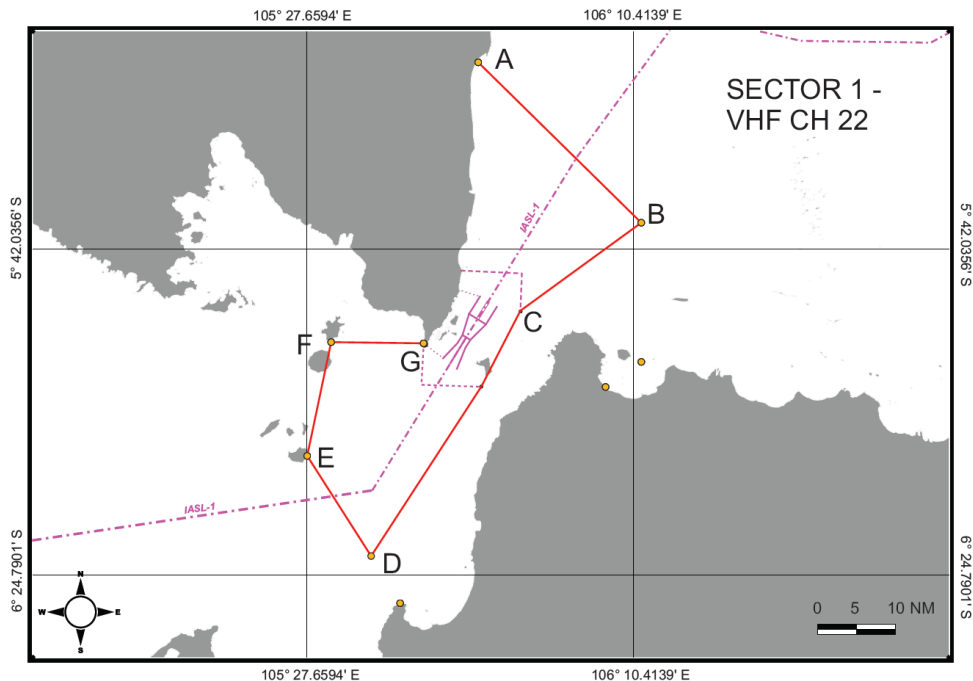 105° 27.6594' E
106° 10.4139' E
A
SECTOR 1 -
VHF CH 22
B
IASL-1
5° 42.0356' S
5° 42.0356' S
C
F
G
E
IASL-1
D
6° 24.7901' S
6° 24.7901' S
N
W
E
S
0 5 10 NM
105° 27.6594' E
106° 10.4139' E